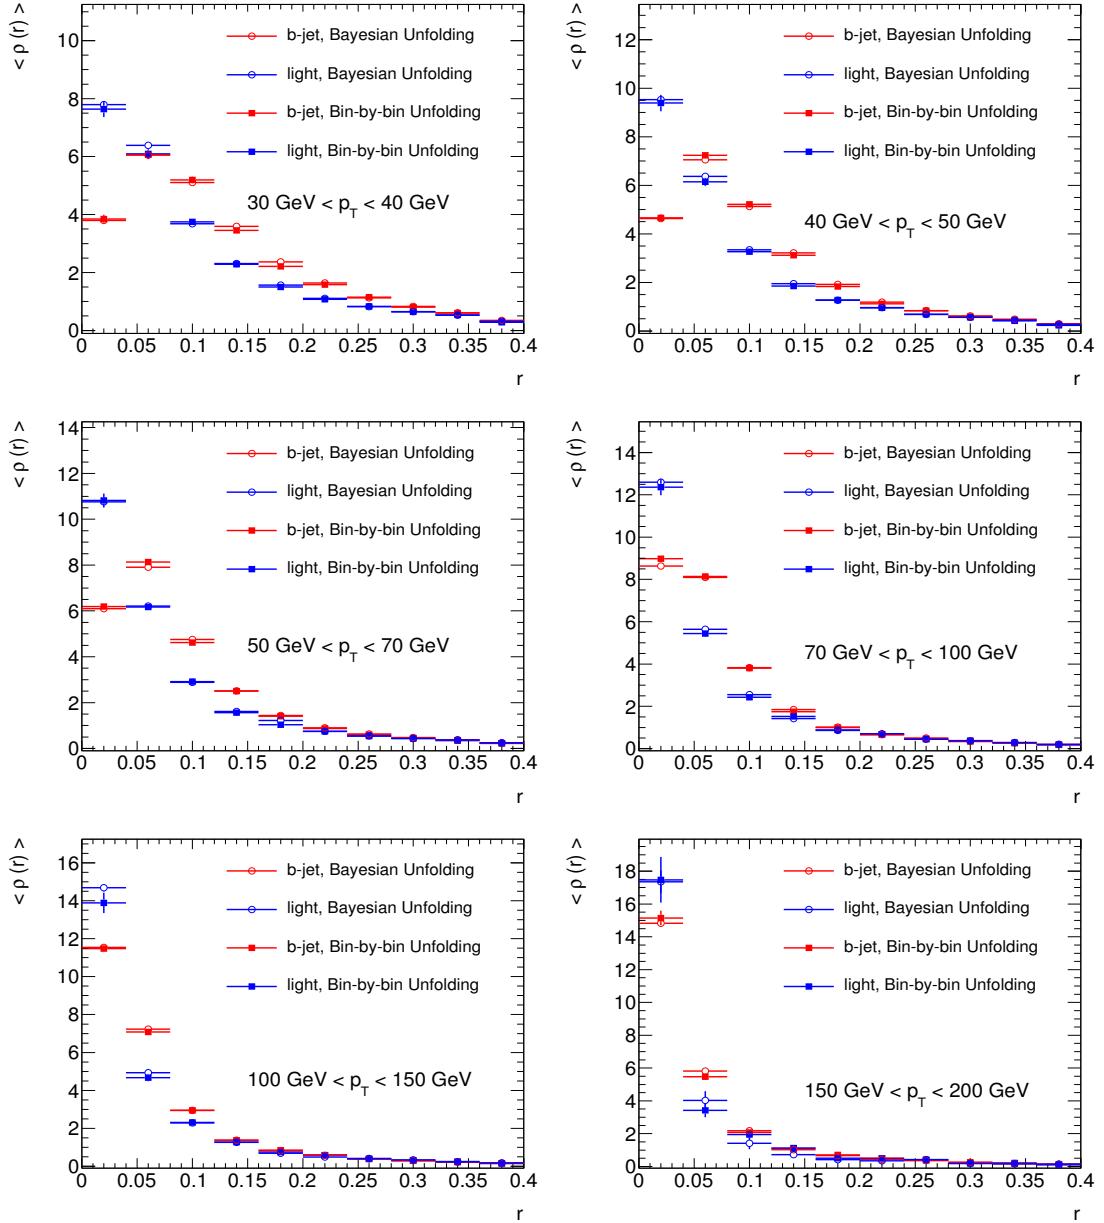 < ρ (r) >
10
8
6
4
2
0
b-jet, Bayesian Unfolding
light, Bayesian Unfolding
b-jet, Bin-by-bin Unfolding
light, Bin-by-bin Unfolding
30 GeV < p_T < 40 GeV
0 0.05 0.1 0.15 0.2 0.25 0.3 0.35 0.4
r
< ρ (r) >
12
10
8
6
4
2
0
b-jet, Bayesian Unfolding
light, Bayesian Unfolding
b-jet, Bin-by-bin Unfolding
light, Bin-by-bin Unfolding
40 GeV < p_T < 50 GeV
0 0.05 0.1 0.15 0.2 0.25 0.3 0.35 0.4
r
< ρ (r) >
14
12
10
8
6
4
2
0
b-jet, Bayesian Unfolding
light, Bayesian Unfolding
b-jet, Bin-by-bin Unfolding
light, Bin-by-bin Unfolding
50 GeV < p_T < 70 GeV
0 0.05 0.1 0.15 0.2 0.25 0.3 0.35 0.4
r
< ρ (r) >
14
12
10
8
6
4
2
0
b-jet, Bayesian Unfolding
light, Bayesian Unfolding
b-jet, Bin-by-bin Unfolding
light, Bin-by-bin Unfolding
70 GeV < p_T < 100 GeV
0 0.05 0.1 0.15 0.2 0.25 0.3 0.35 0.4
r
< ρ (r) >
16
14
12
10
8
6
4
2
0
b-jet, Bayesian Unfolding
light, Bayesian Unfolding
b-jet, Bin-by-bin Unfolding
light, Bin-by-bin Unfolding
100 GeV < p_T < 150 GeV
0 0.05 0.1 0.15 0.2 0.25 0.3 0.35 0.4
r
< ρ (r) >
18
16
14
12
10
8
6
4
2
0
b-jet, Bayesian Unfolding
light, Bayesian Unfolding
b-jet, Bin-by-bin Unfolding
light, Bin-by-bin Unfolding
150 GeV < p_T < 200 GeV
0 0.05 0.1 0.15 0.2 0.25 0.3 0.35 0.4
r